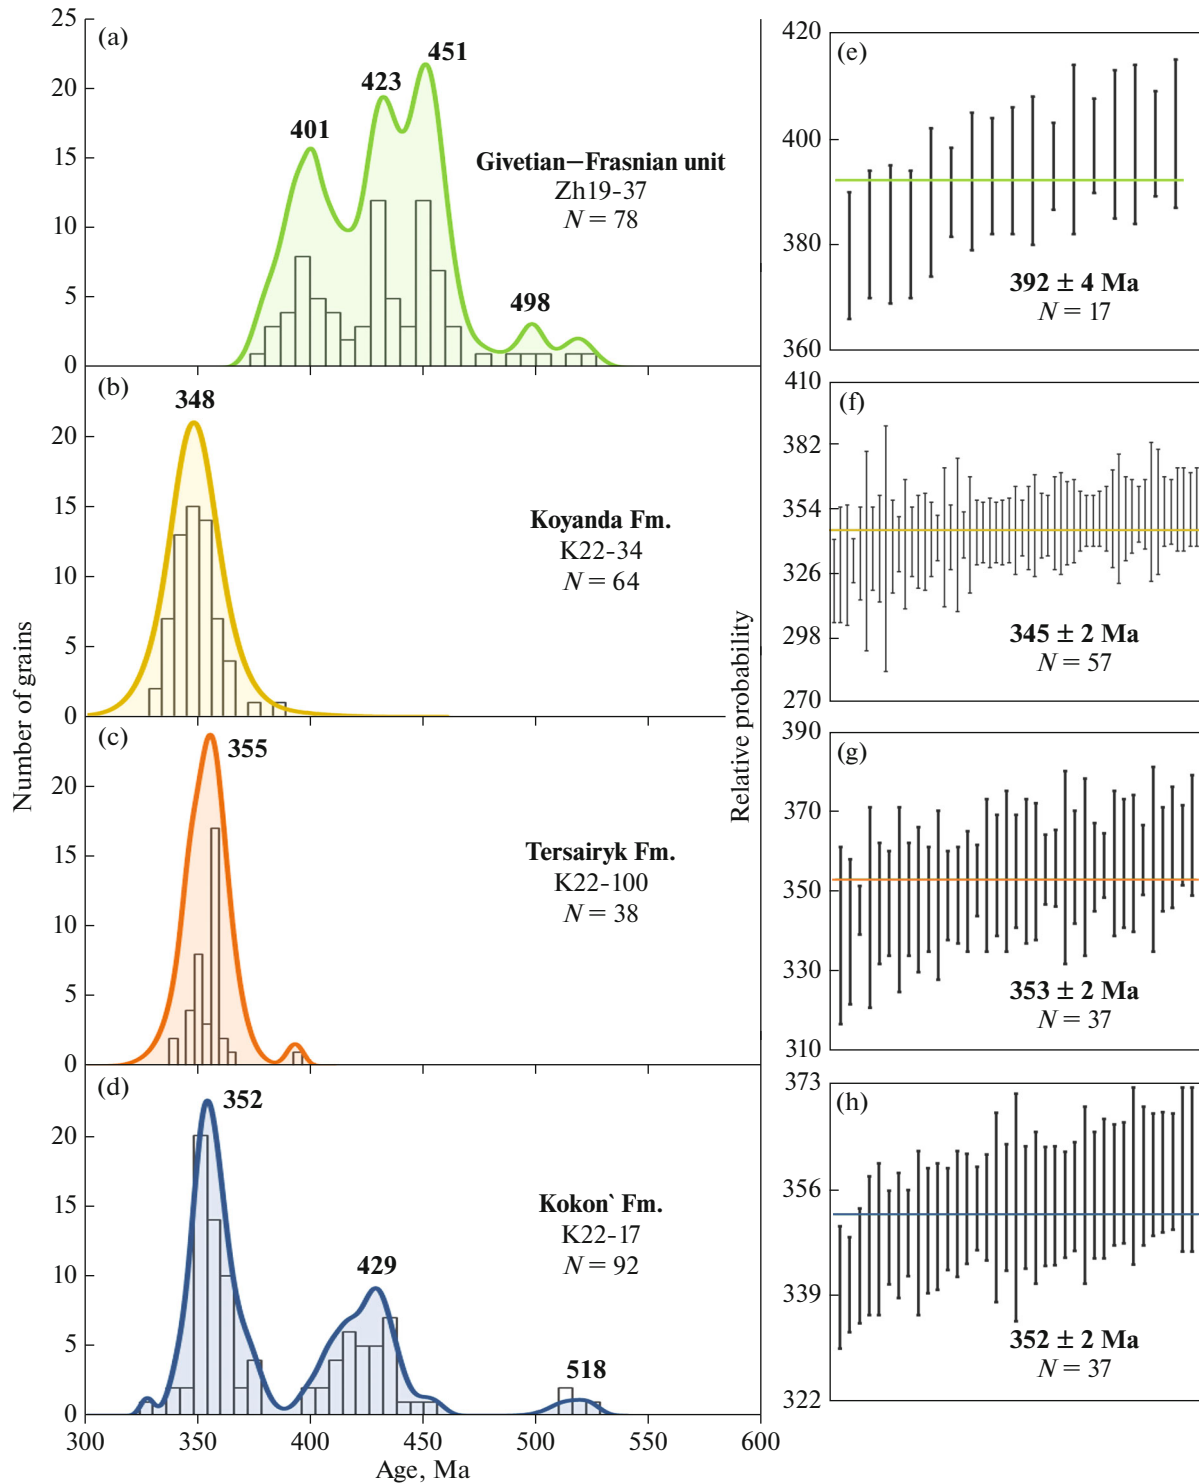 (a)
25
20
15
10
5
0
401
423
451
498
Givetian–Frasnian unit
Zh19-37
N = 78
(b)
20
15
10
5
0
348
Koyanda Fm.
K22-34
N = 64
(c)
20
15
10
5
0
355
Tersairyk Fm.
K22-100
N = 38
(d)
20
15
10
5
0
352
429
518
Kokon` Fm.
K22-17
N = 92
300
350
400
450
500
550
600
Age, Ma
Number of grains
Relative probability
(e)
420
400
380
360
392 ± 4 Ma
N = 17
(f)
410
382
354
326
298
270
345 ± 2 Ma
N = 57
(g)
390
370
350
330
310
353 ± 2 Ma
N = 37
(h)
373
356
339
322
352 ± 2 Ma
N = 37